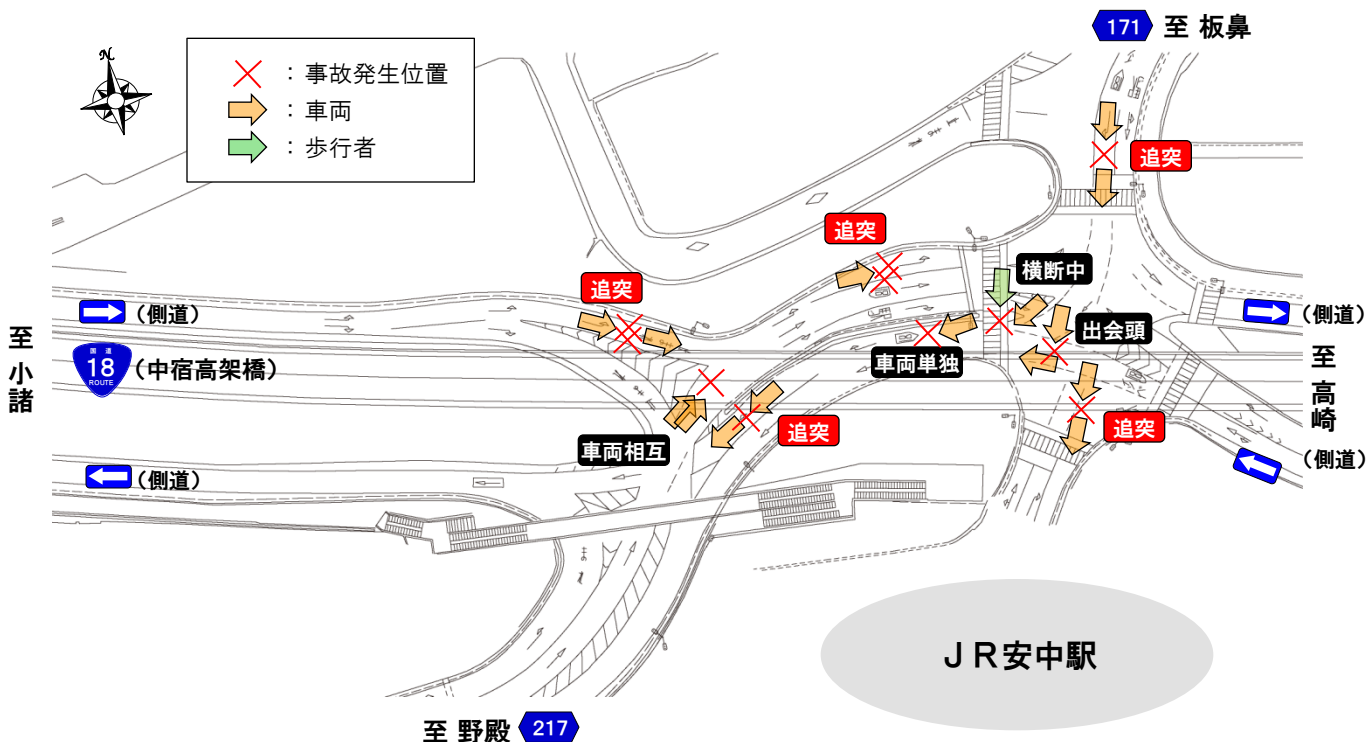 171 至 板鼻
N
：事故発生位置
：車両
：歩行者
追突
追突
横断中
追突
(側道)
出会頭
(側道)
至 小諸
国道
18
ROUTE
(中宿高架橋)
車両単独
至 高崎
追突
追突
車両相互
(側道)
(側道)
ＪＲ安中駅
至 野殿 217